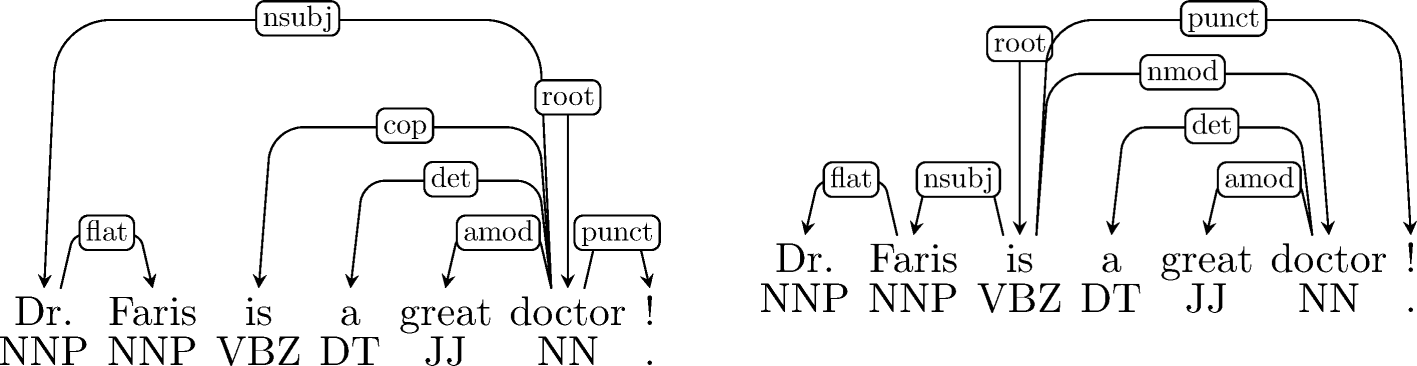 nsubj
root
cop
det
flat amod punct
Dr. Faris is a great doctor !
NNP NNP VBZ DT JJ NN .
punct
root
nmod
det
flat nsubj amod
Dr. Faris is a great doctor !
NNP NNP VBZ DT JJ NN .